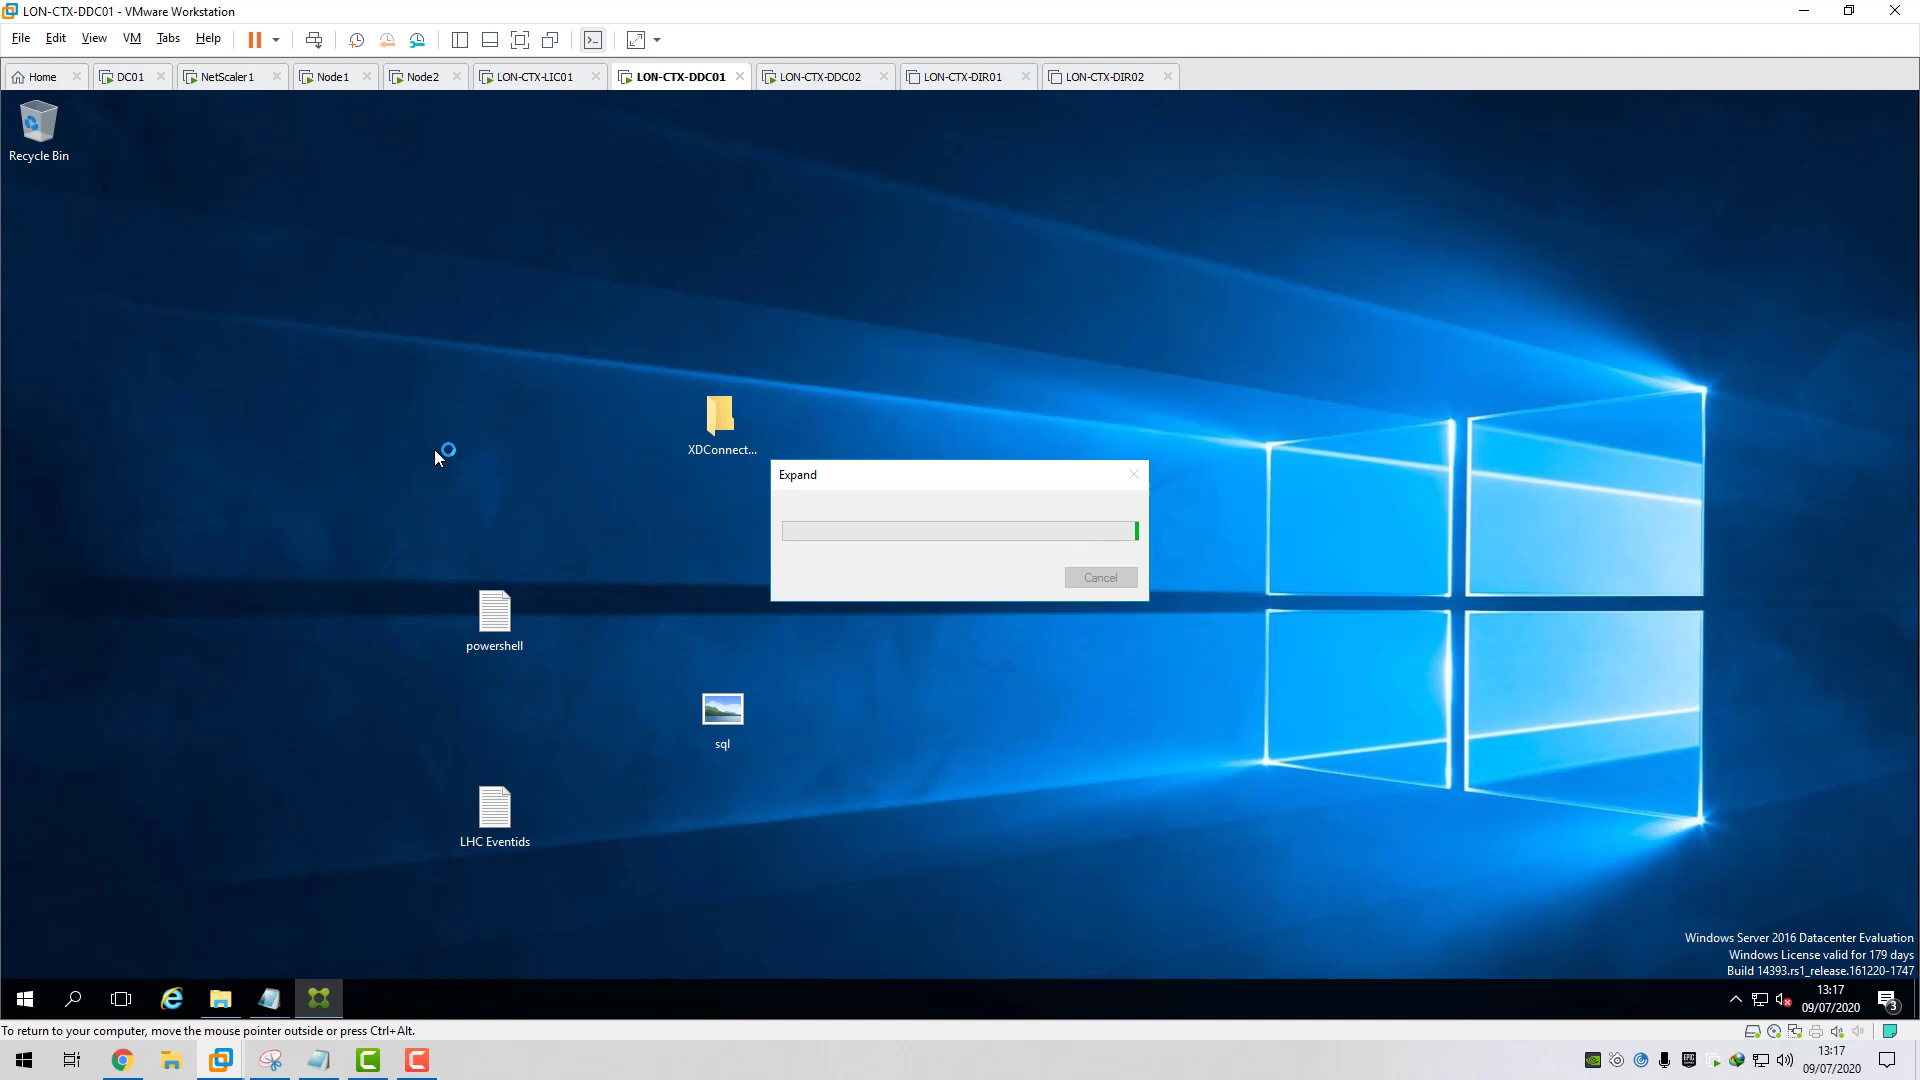 LON-CTX-DDC01 - VMware Workstation
File Edit View VM Tabs Help
Home DC01 NetScaler1 Node1 Node2 LON-CTX-LIC01 LON-CTX-DDC01 LON-CTX-DDC02 LON-CTX-DIR01 LON-CTX-DIR02
Recycle Bin
XDConnect...
Expand
Cancel
powershell
sql
LHC Eventids
Windows Server 2016 Datacenter Evaluation
Windows License valid for 179 days
Build 14393.rs1_release.161220-1747
13:17
09/07/2020
3
To return to your computer, move the mouse pointer outside or press Ctrl+Alt.
13:17
09/07/2020